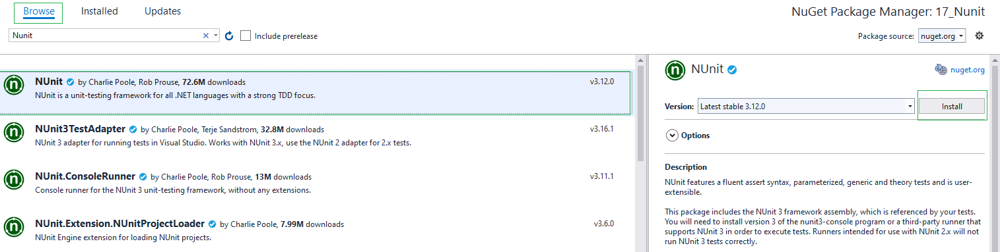 Browse Installed Updates NuGet Package Manager: 17_Nunit
Nunit Include prerelease Package source: nuget.org
NUnit by Charlie Poole, Rob Prouse, 72.6M downloads v3.12.0
NUnit is a unit-testing framework for all .NET languages with a strong TDD focus.
NUnit3TestAdapter by Charlie Poole, Terje Sandstrom, 32.8M downloads v3.16.1
NUnit 3 adapter for running tests in Visual Studio. Works with NUnit 3.x, use the NUnit 2 adapter for 2.x tests.
NUnit.ConsoleRunner by Charlie Poole, Rob Prouse, 13M downloads v3.11.1
Console runner for the NUnit 3 unit-testing framework, without any extensions.
NUnit.Extension.NUnitProjectLoader by Charlie Poole, 7.99M downloads v3.6.0
NUnit Engine extension for loading NUnit projects.
NUnit nuget.org
Version: Latest stable 3.12.0 Install
Options
Description
NUnit features a fluent assert syntax, parameterized, generic and theory tests and is user-
extensible.
This package includes the NUnit 3 framework assembly, which is referenced by your tests.
You will need to install version 3 of the nunit3-console program or a third-party runner that
supports NUnit 3 in order to execute tests. Runners intended for use with NUnit 2.x will not
run NUnit 3 tests correctly.